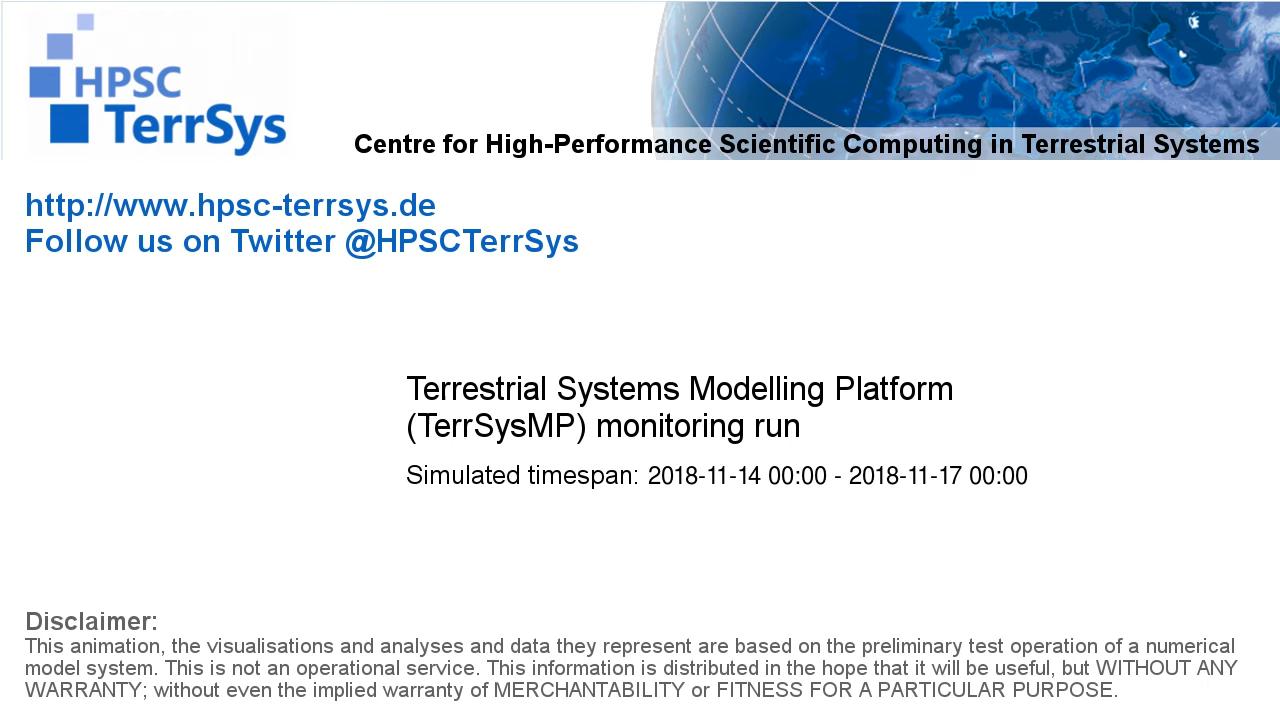 HPSC
TerrSys
Centre for High-Performance Scientific Computing in Terrestrial Systems
http://www.hpsc-terrsys.de
Follow us on Twitter @HPSCTerrSys
Terrestrial Systems Modelling Platform
(TerrSysMP) monitoring run
Simulated timespan: 2018-11-14 00:00 - 2018-11-17 00:00
Disclaimer:
This animation, the visualisations and analyses and data they represent are based on the preliminary test operation of a numerical
model system. This is not an operational service. This information is distributed in the hope that it will be useful, but WITHOUT ANY
WARRANTY; without even the implied warranty of MERCHANTABILITY or FITNESS FOR A PARTICULAR PURPOSE.